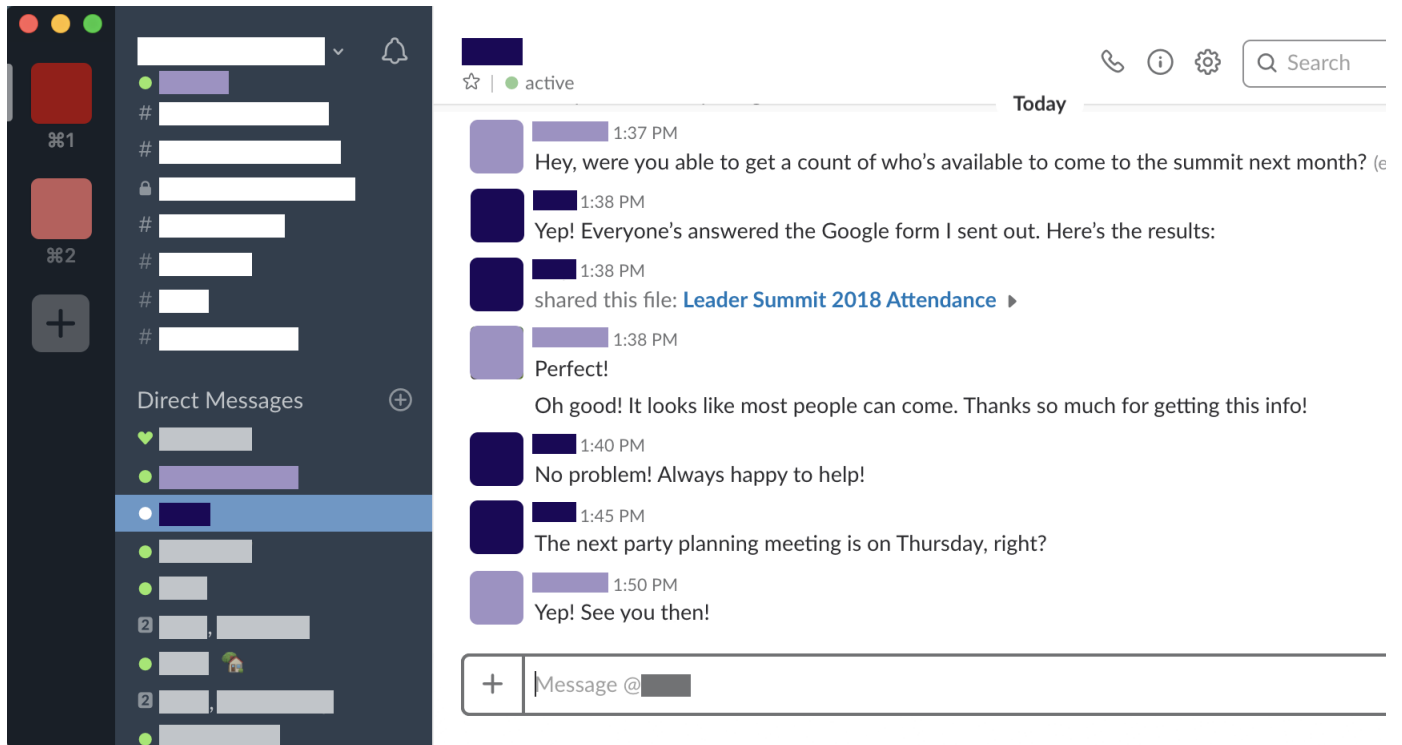 ⌘1
⌘2
#
#
#
#
#
#
Direct Messages
2
,
2
,
active
Search
Today
1:37 PM
Hey, were you able to get a count of who's available to come to the summit next month? (e
1:38 PM
Yep! Everyone's answered the Google form I sent out. Here's the results:
1:38 PM
shared this file: Leader Summit 2018 Attendance
1:38 PM
Perfect!
Oh good! It looks like most people can come. Thanks so much for getting this info!
1:40 PM
No problem! Always happy to help!
1:45 PM
The next party planning meeting is on Thursday, right?
1:50 PM
Yep! See you then!
Message @